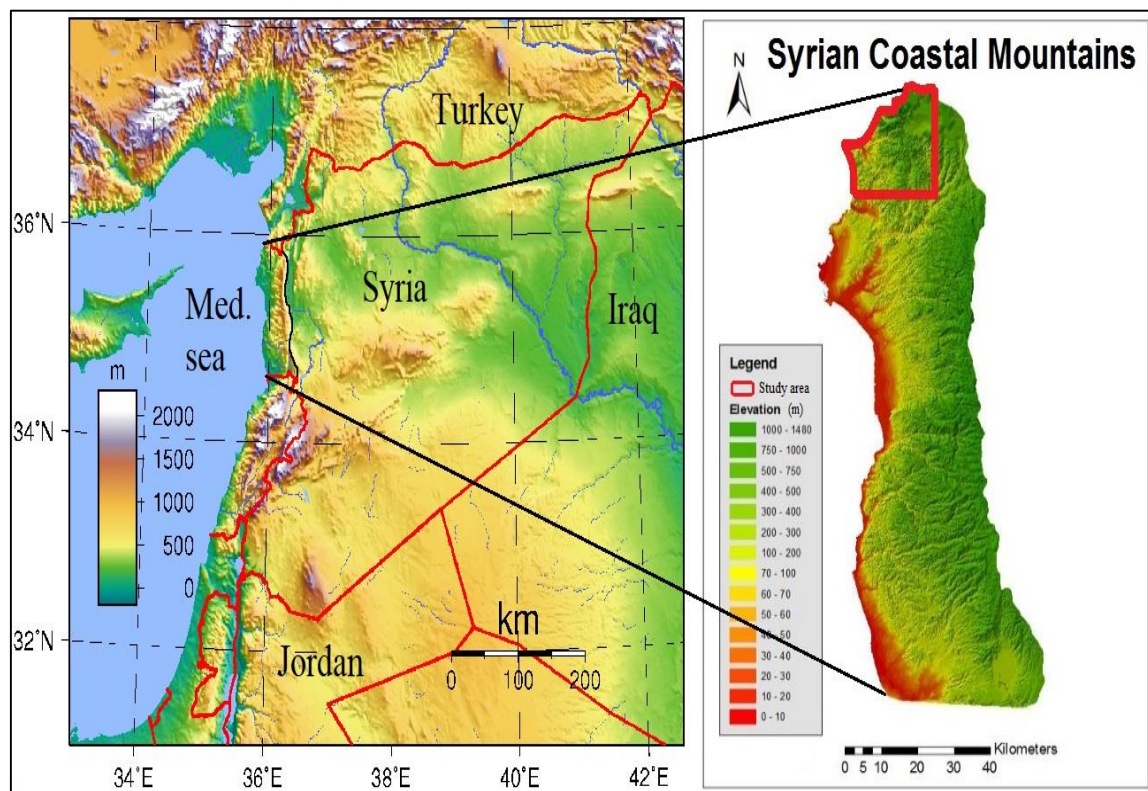 Turkey
36°N
Syria
Iraq
Med.
sea
m
2000
1500
1000
500
0
34°N
32°N
Jordan
km
0 100 200
34°E 36°E 38°E 40°E 42°E
Syrian Coastal Mountains
N
Legend
Study area
Elevation (m)
1000 - 1480
750 - 1000
500 - 750
400 - 500
300 - 400
200 - 300
100 - 200
70 - 100
60 - 70
50 - 60
40 - 50
30 - 40
20 - 30
10 - 20
0 - 10
Kilometers
0 5 10 20 30 40